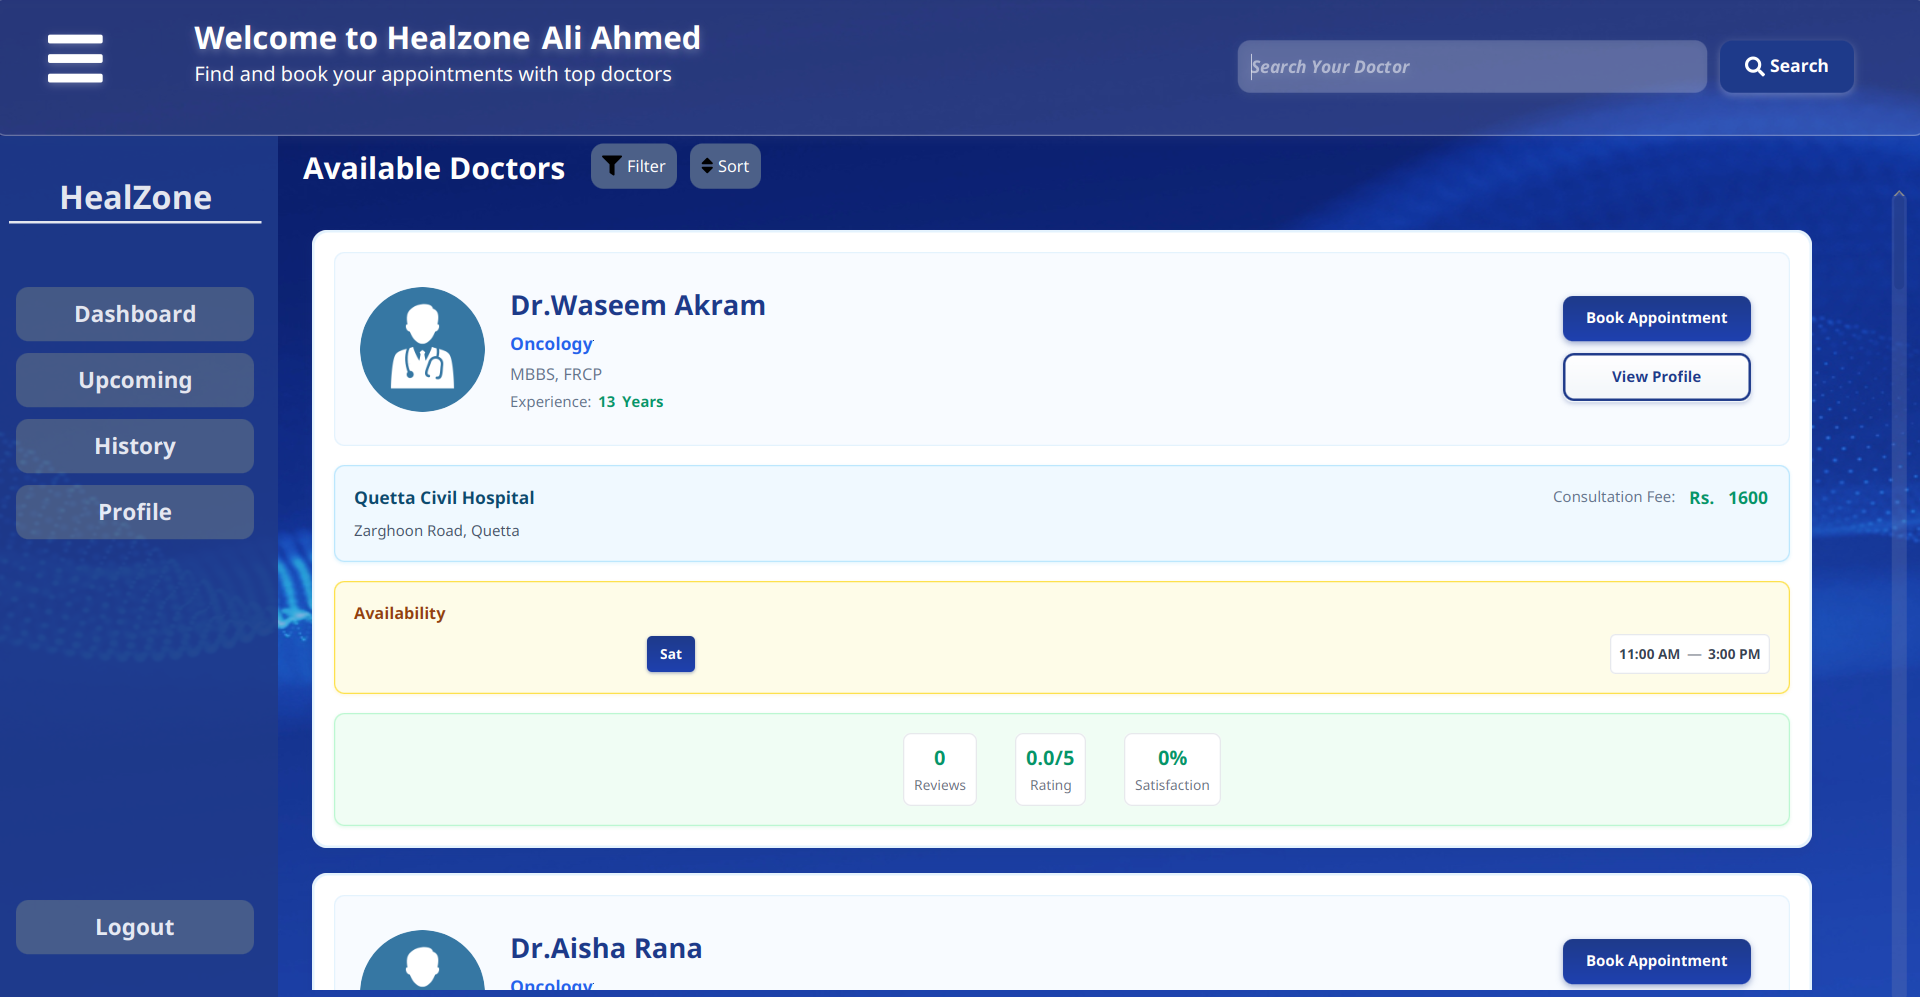 Welcome to Healzone Ali Ahmed
Find and book your appointments with top doctors
Search Your Doctor
Search
HealZone
Dashboard
Upcoming
History
Profile
Logout
Available Doctors
Filter
Sort
Dr.Waseem Akram
Oncology
MBBS, FRCP
Experience: 13 Years
Book Appointment
View Profile
Quetta Civil Hospital
Zarghoon Road, Quetta
Consultation Fee: Rs. 1600
Availability
Sat
11:00 AM — 3:00 PM
0
Reviews
0.0/5
Rating
0%
Satisfaction
Dr.Aisha Rana
Oncology
Book Appointment